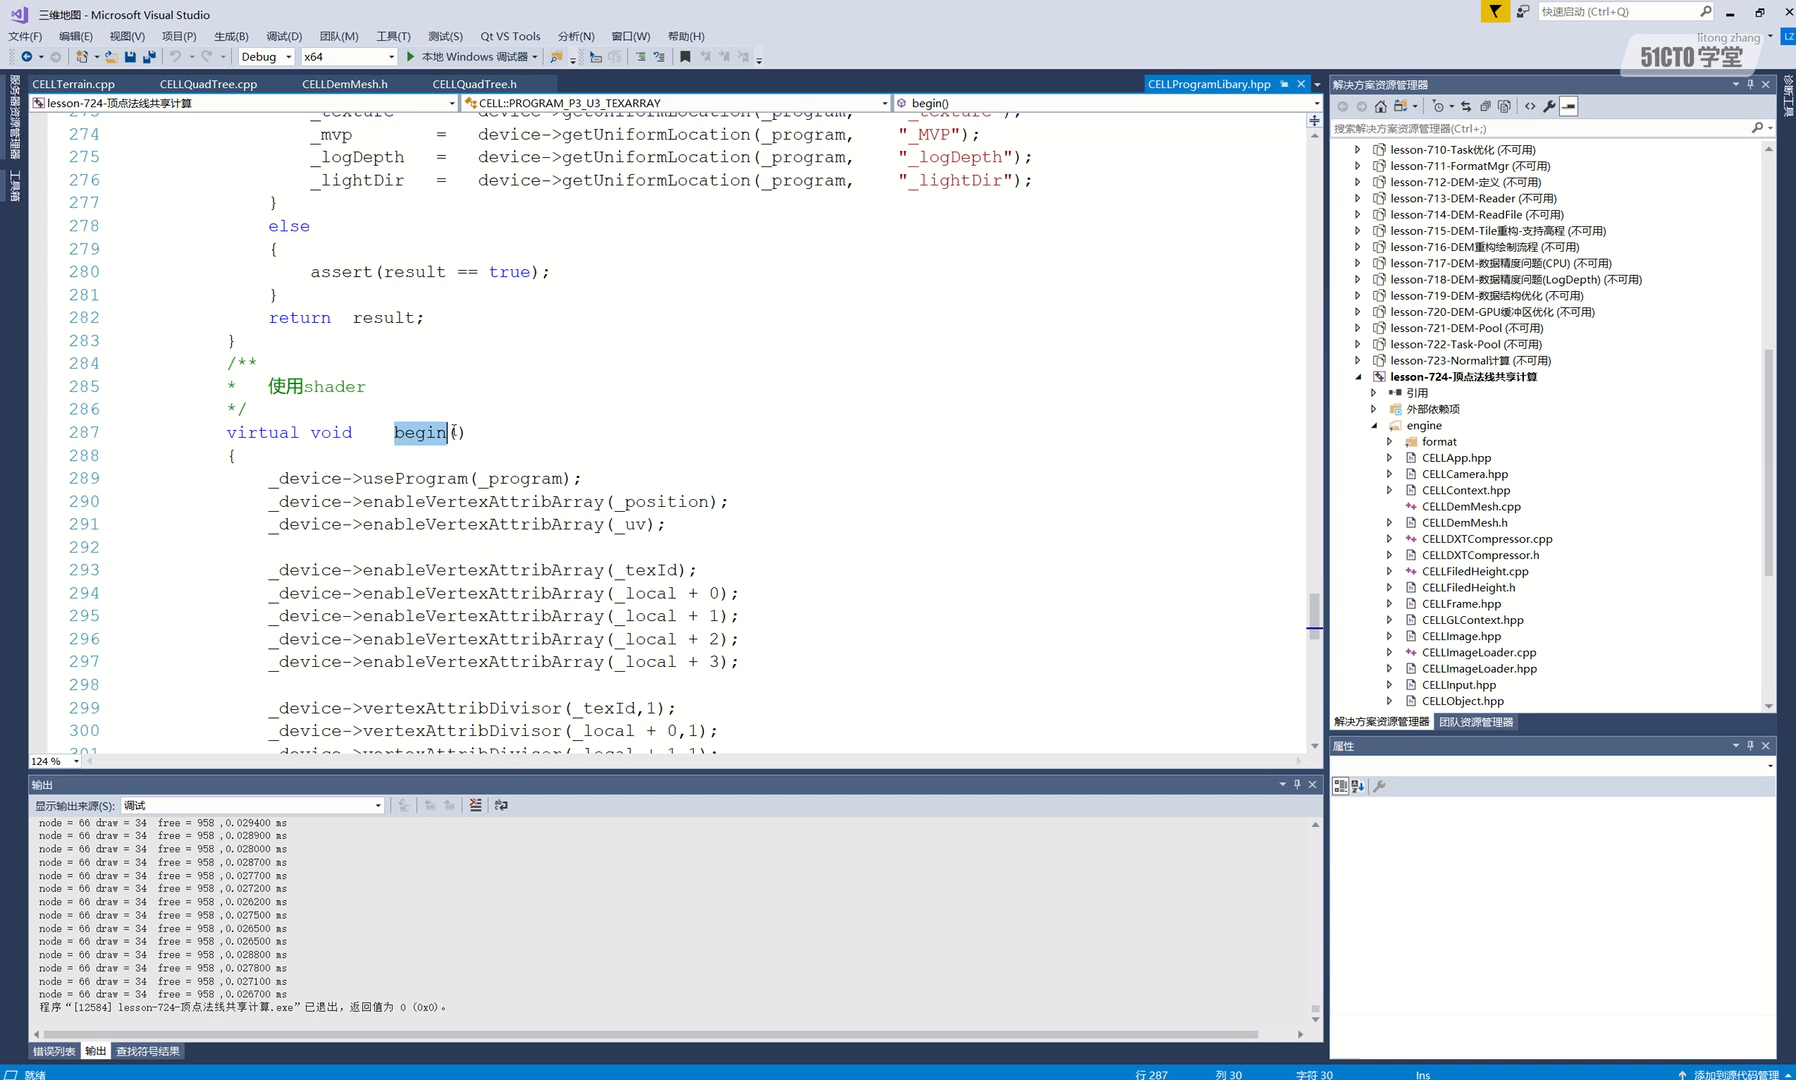 三维地图 - Microsoft Visual Studio
快速启动 (Ctrl+Q)
文件(F) 编辑(E) 视图(V) 项目(P) 生成(B) 调试(D) 团队(M) 工具(T) 测试(S) Qt VS Tools 分析(N) 窗口(W) 帮助(H)
litong zhang
LZ
51CTO 学堂
Debug x64 本地 Windows 调试器
服务器资源管理器
工具箱
诊断工具
CELLTerrain.cpp CELLQuadTree.cpp CELLDemMesh.h CELLQuadTree.h CELLProgramLibary.hpp
lesson-724-顶点法线共享计算 CELL::PROGRAM_P3_U3_TEXARRAY begin()
273 _texture = device->getUniformLocation(_program, "_texture");
274 _mvp = device->getUniformLocation(_program, "_MVP");
275 _logDepth = device->getUniformLocation(_program, "_logDepth");
276 _lightDir = device->getUniformLocation(_program, "_lightDir");
277 }
278 else
279 {
280 assert(result == true);
281 }
282 return result;
283 }
284 /**
285 * 使用shader
286 */
287 virtual void begin()
288 {
289 _device->useProgram(_program);
290 _device->enableVertexAttribArray(_position);
291 _device->enableVertexAttribArray(_uv);
292
293 _device->enableVertexAttribArray(_texId);
294 _device->enableVertexAttribArray(_local + 0);
295 _device->enableVertexAttribArray(_local + 1);
296 _device->enableVertexAttribArray(_local + 2);
297 _device->enableVertexAttribArray(_local + 3);
298
299 _device->vertexAttribDivisor(_texId,1);
300 _device->vertexAttribDivisor(_local + 0,1);
301 _device->vertexAttribDivisor(_local + 1,1);
124 %
输出
显示输出来源(S): 调试
node = 66 draw = 34 free = 958 ,0.029400 ms
node = 66 draw = 34 free = 958 ,0.028900 ms
node = 66 draw = 34 free = 958 ,0.028000 ms
node = 66 draw = 34 free = 958 ,0.028700 ms
node = 66 draw = 34 free = 958 ,0.027700 ms
node = 66 draw = 34 free = 958 ,0.027200 ms
node = 66 draw = 34 free = 958 ,0.026200 ms
node = 66 draw = 34 free = 958 ,0.027500 ms
node = 66 draw = 34 free = 958 ,0.026500 ms
node = 66 draw = 34 free = 958 ,0.026500 ms
node = 66 draw = 34 free = 958 ,0.028800 ms
node = 66 draw = 34 free = 958 ,0.027800 ms
node = 66 draw = 34 free = 958 ,0.027100 ms
node = 66 draw = 34 free = 958 ,0.026700 ms
程序“[12584] lesson-724-顶点法线共享计算.exe”已退出，返回值为 0 (0x0)。
错误列表 输出 查找符号结果
解决方案资源管理器
搜索解决方案资源管理器(Ctrl+;)
lesson-710-Task优化 (不可用)
lesson-711-FormatMgr (不可用)
lesson-712-DEM-定义 (不可用)
lesson-713-DEM-Reader (不可用)
lesson-714-DEM-ReadFile (不可用)
lesson-715-DEM-Tile重构-支持高程 (不可用)
lesson-716-DEM重构绘制流程 (不可用)
lesson-717-DEM-数据精度问题(CPU) (不可用)
lesson-718-DEM-数据精度问题(LogDepth) (不可用)
lesson-719-DEM-数据结构优化 (不可用)
lesson-720-DEM-GPU缓冲区优化 (不可用)
lesson-721-DEM-Pool (不可用)
lesson-722-Task-Pool (不可用)
lesson-723-Normal计算 (不可用)
lesson-724-顶点法线共享计算
引用
外部依赖项
engine
format
CELLApp.hpp
CELLCamera.hpp
CELLContext.hpp
CELLDemMesh.cpp
CELLDemMesh.h
CELLDXTCompressor.cpp
CELLDXTCompressor.h
CELLFiledHeight.cpp
CELLFiledHeight.h
CELLFrame.hpp
CELLGLContext.hpp
CELLImage.hpp
CELLImageLoader.cpp
CELLImageLoader.hpp
CELLInput.hpp
CELLObject.hpp
解决方案资源管理器 团队资源管理器
属性
就绪 行 287 列 30 字符 30 Ins 添加到源代码管理